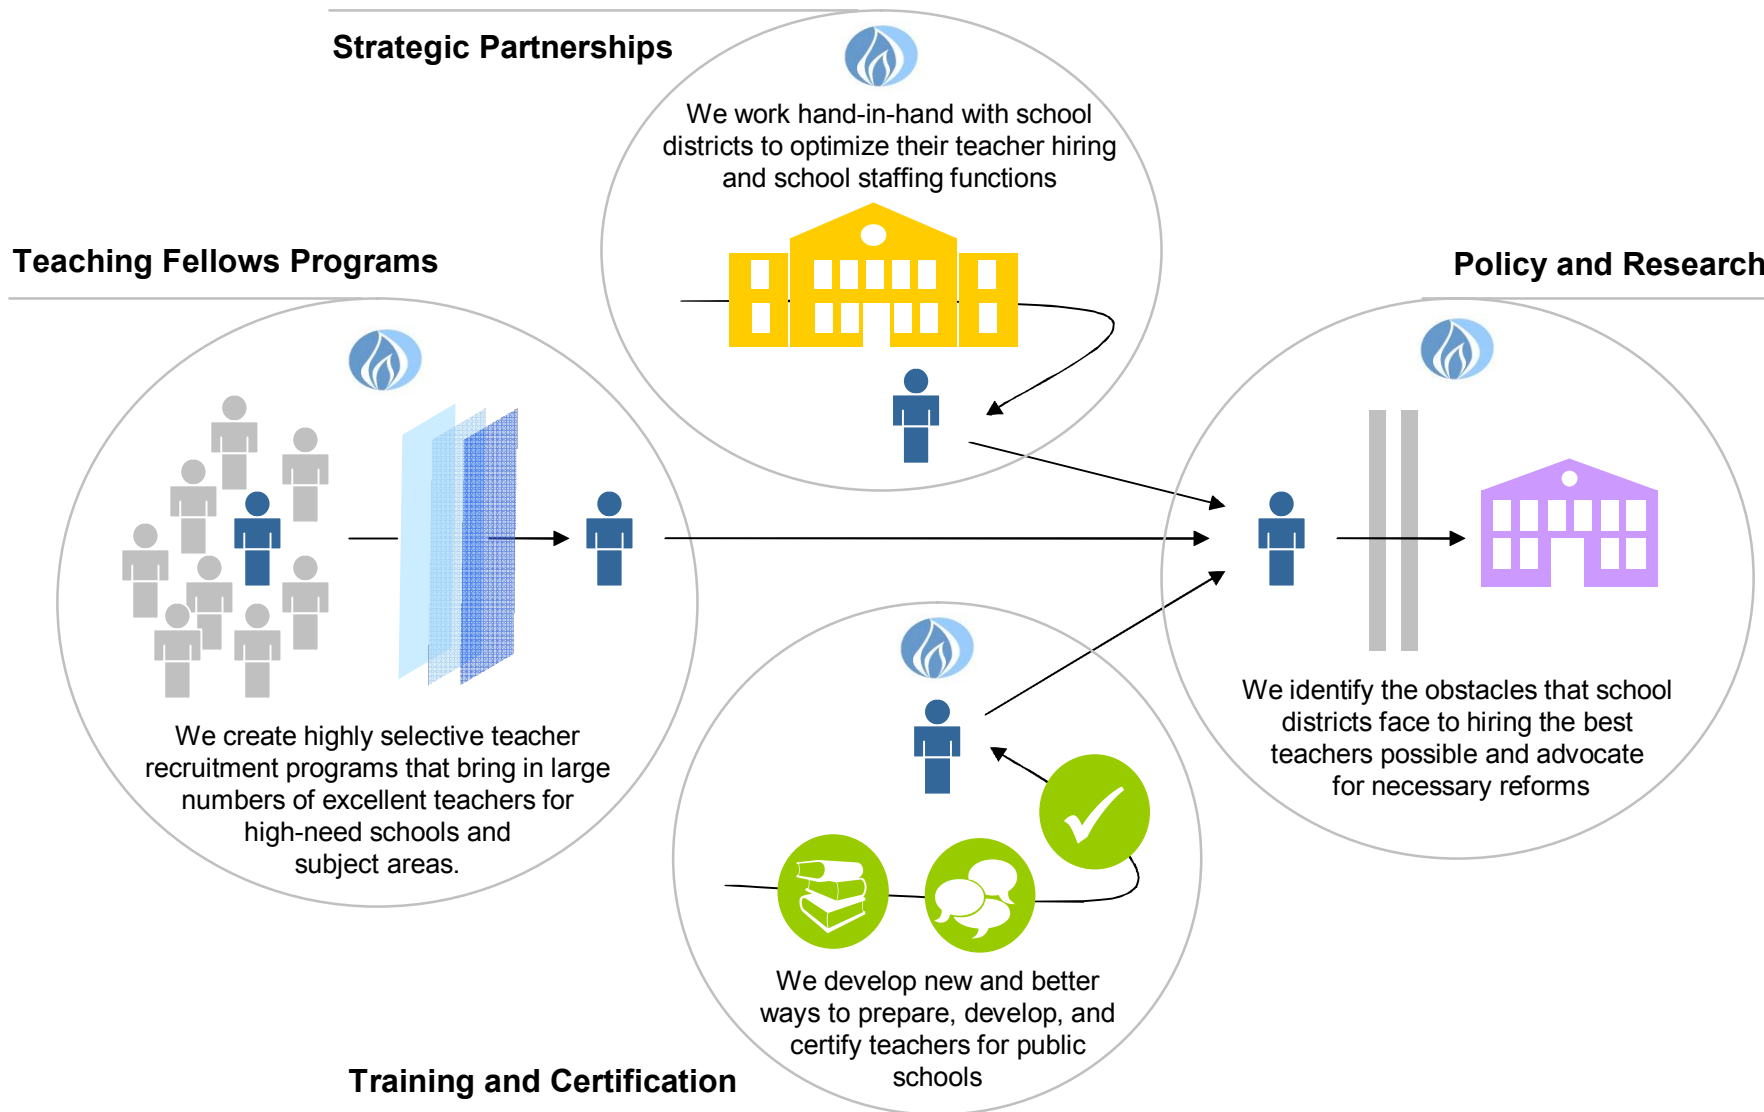 Strategic Partnerships
We work hand-in-hand with school
districts to optimize their teacher hiring
and school staffing functions
Teaching Fellows Programs
We create highly selective teacher
recruitment programs that bring in large
numbers of excellent teachers for
high-need schools and
subject areas.
Policy and Research
We identify the obstacles that school
districts face to hiring the best
teachers possible and advocate
for necessary reforms
We develop new and better
ways to prepare, develop, and
certify teachers for public
schools
Training and Certification